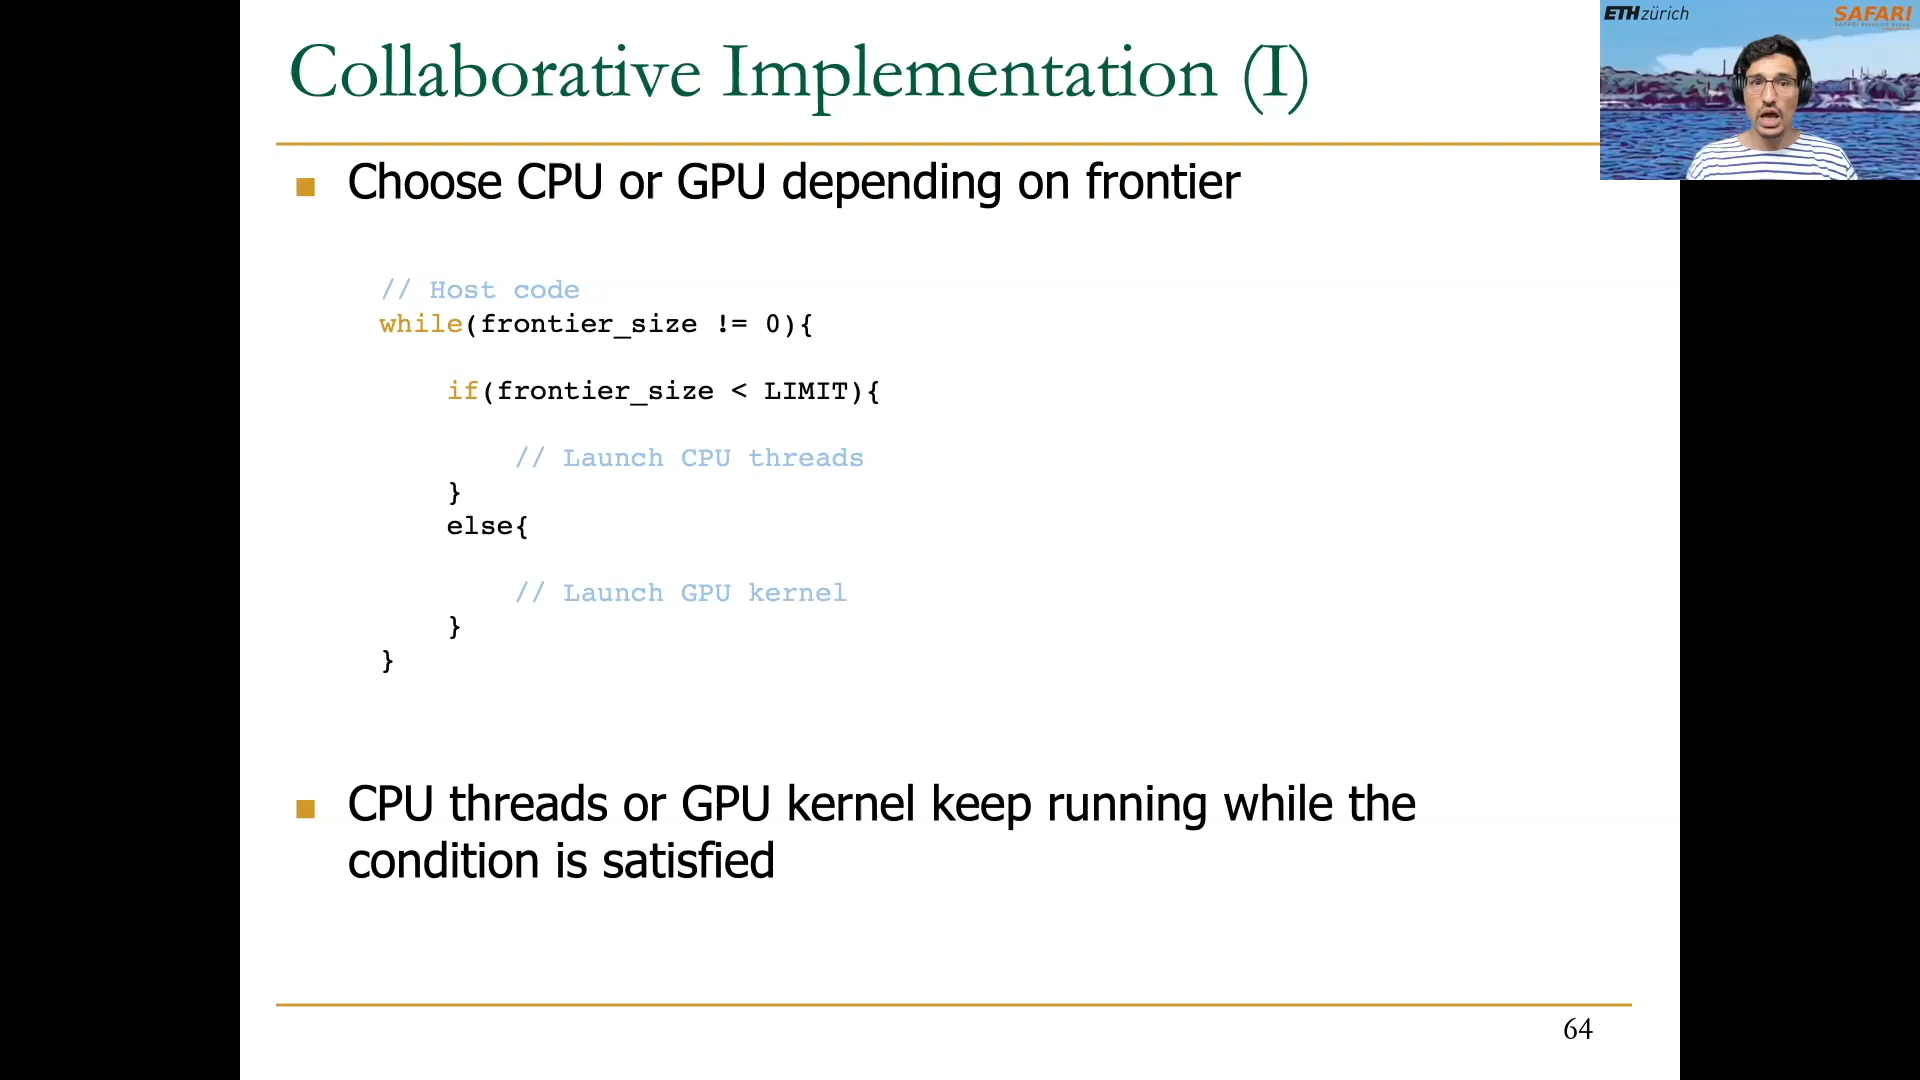 Collaborative Implementation (I)
ETH zürich
SAFARI
Choose CPU or GPU depending on frontier
// Host code
while(frontier_size != 0){
if(frontier_size < LIMIT){
// Launch CPU threads
}
else{
// Launch GPU kernel
}
}
CPU threads or GPU kernel keep running while the
condition is satisfied
64